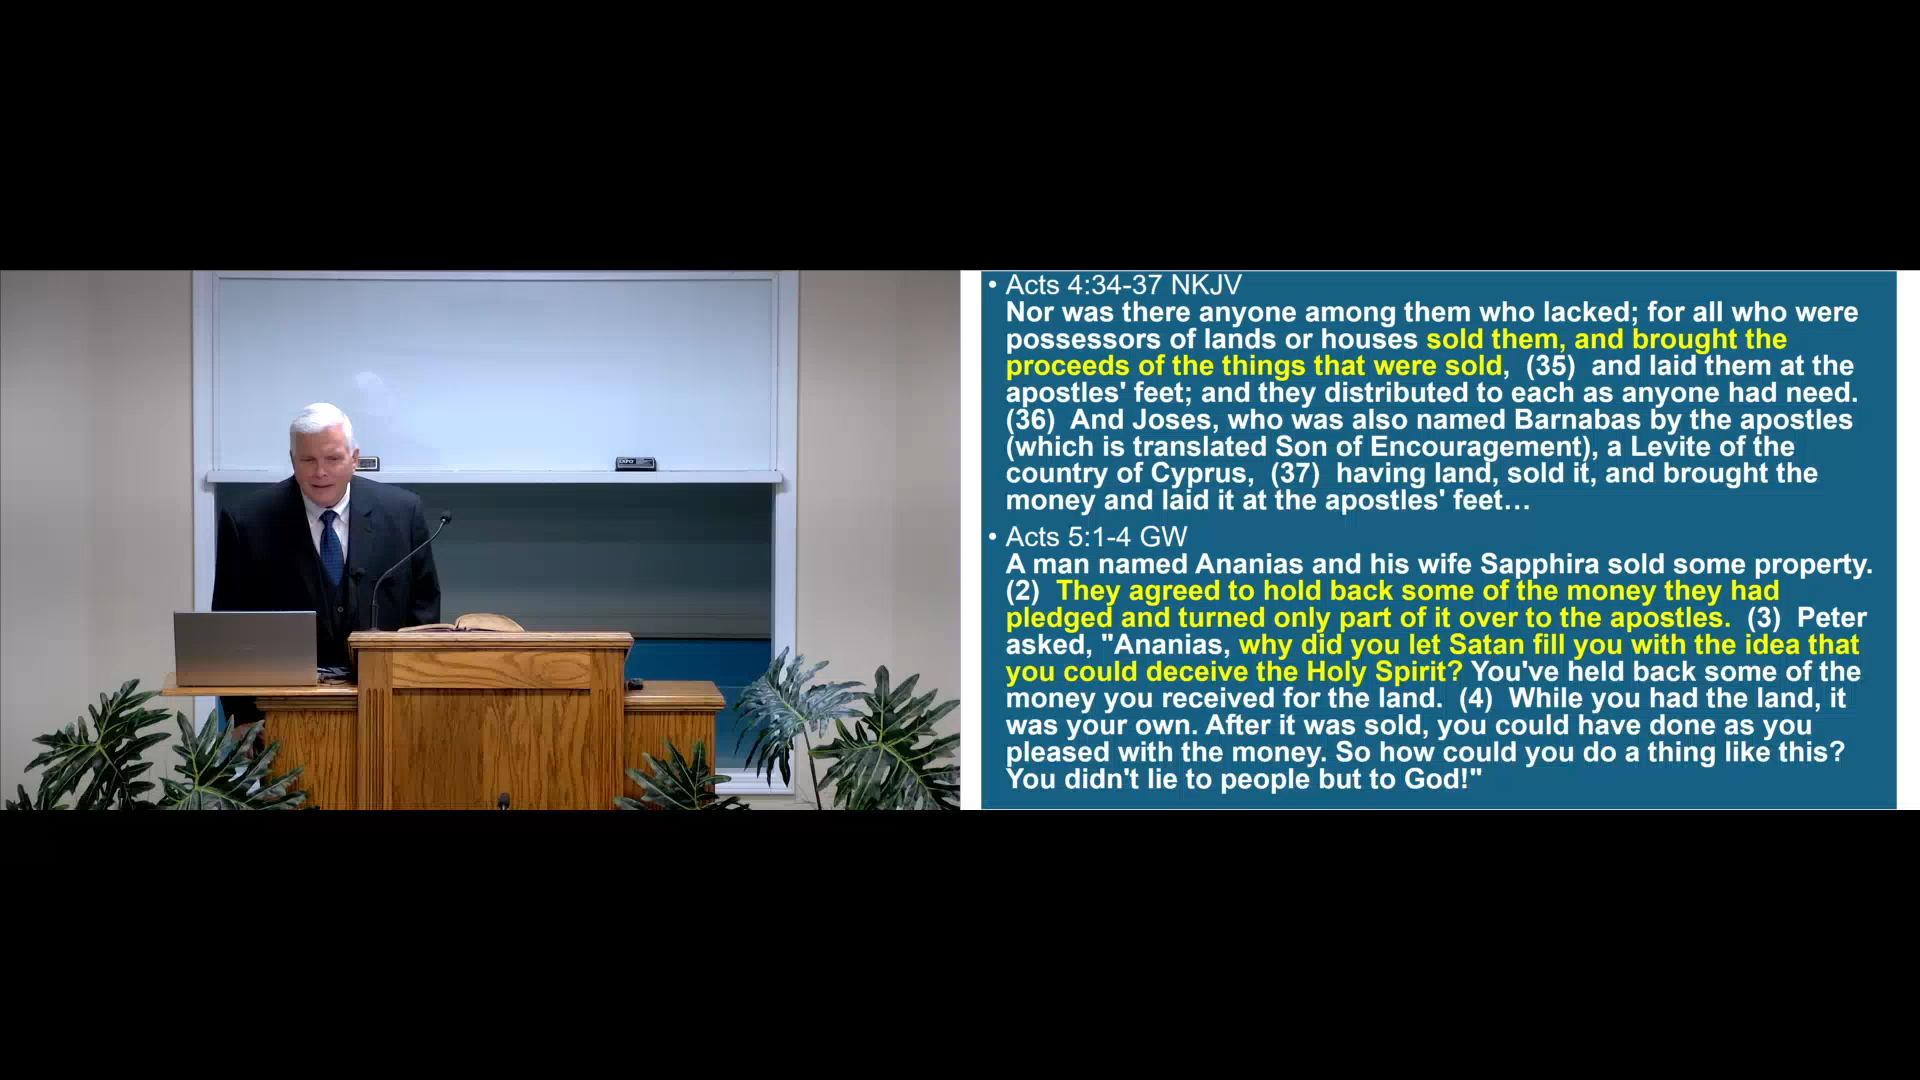 • Acts 4:34-37 NKJV
Nor was there anyone among them who lacked; for all who were
possessors of lands or houses sold them, and brought the
proceeds of the things that were sold, (35) and laid them at the
apostles' feet; and they distributed to each as anyone had need.
(36) And Joses, who was also named Barnabas by the apostles
(which is translated Son of Encouragement), a Levite of the
country of Cyprus, (37) having land, sold it, and brought the
money and laid it at the apostles' feet…
• Acts 5:1-4 GW
A man named Ananias and his wife Sapphira sold some property.
(2) They agreed to hold back some of the money they had
pledged and turned only part of it over to the apostles. (3) Peter
asked, "Ananias, why did you let Satan fill you with the idea that
you could deceive the Holy Spirit? You've held back some of the
money you received for the land. (4) While you had the land, it
was your own. After it was sold, you could have done as you
pleased with the money. So how could you do a thing like this?
You didn't lie to people but to God!"
EXPO